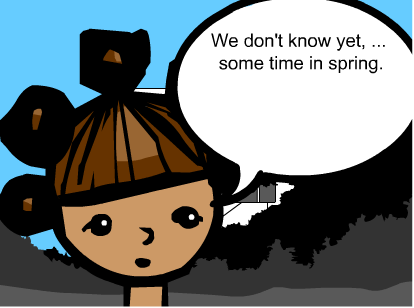 We don't know yet, ...
some time in spring.